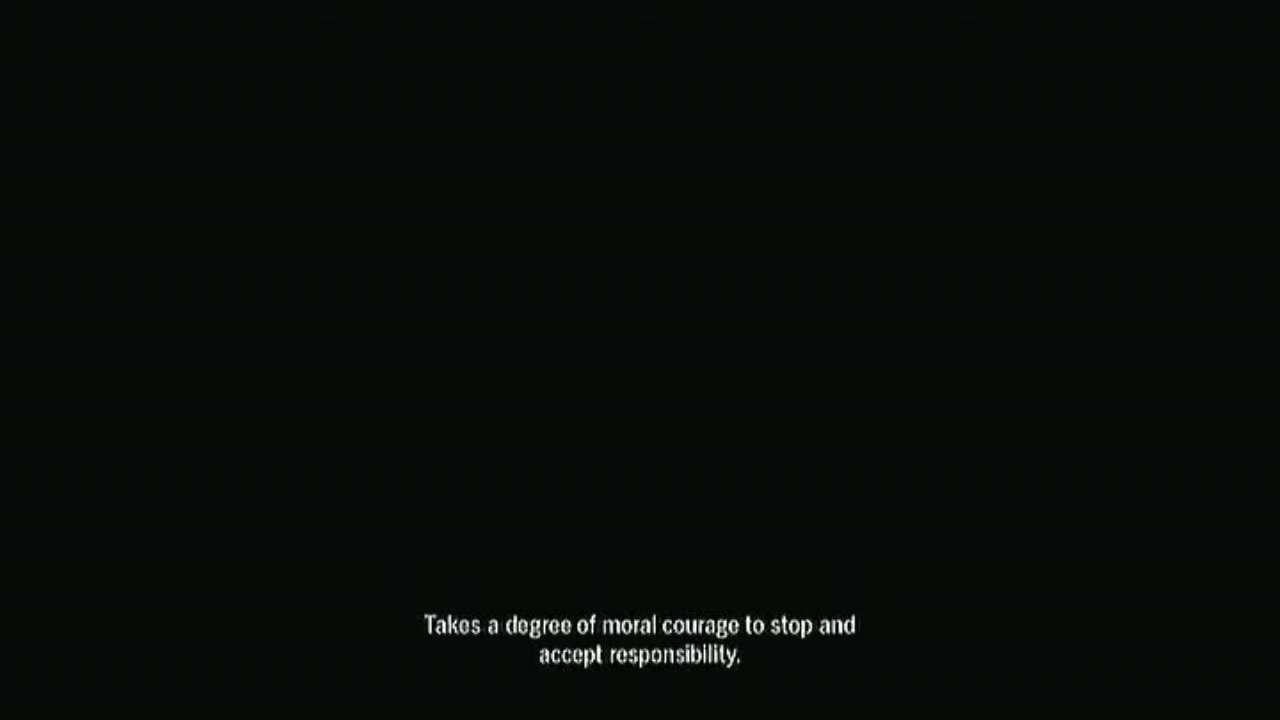 Takes a degree of moral courage to stop and
accept responsibility.